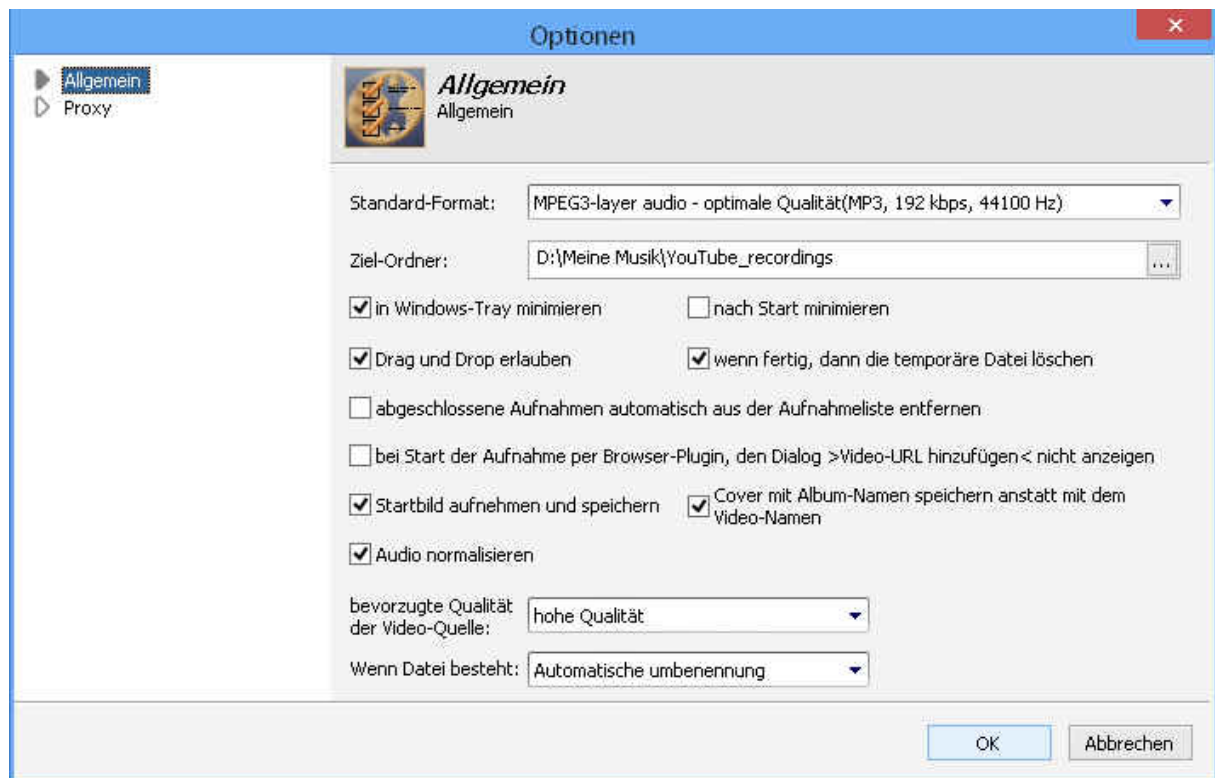 Optionen
Allgemein
Proxy
Allgemein
Allgemein
Standard-Format: MPEG3-layer audio - optimale Qualität(MP3, 192 kbps, 44100 Hz)
Ziel-Ordner: D:\Meine Musik\YouTube_recordings ...
in Windows-Tray minimieren nach Start minimieren
Drag und Drop erlauben wenn fertig, dann die temporäre Datei löschen
abgeschlossene Aufnahmen automatisch aus der Aufnahmeliste entfernen
bei Start der Aufnahme per Browser-Plugin, den Dialog >Video-URL hinzufügen< nicht anzeigen
Startbild aufnehmen und speichern
Cover mit Album-Namen speichern anstatt mit dem
Video-Namen
Audio normalisieren
bevorzugte Qualität
der Video-Quelle:
hohe Qualität
Wenn Datei besteht: Automatische umbenennung
OK Abbrechen